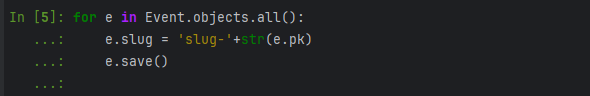 In [5]: for e in Event.objects.all():
   ...:     e.slug = 'slug-'+str(e.pk)
   ...:     e.save()
   ...: